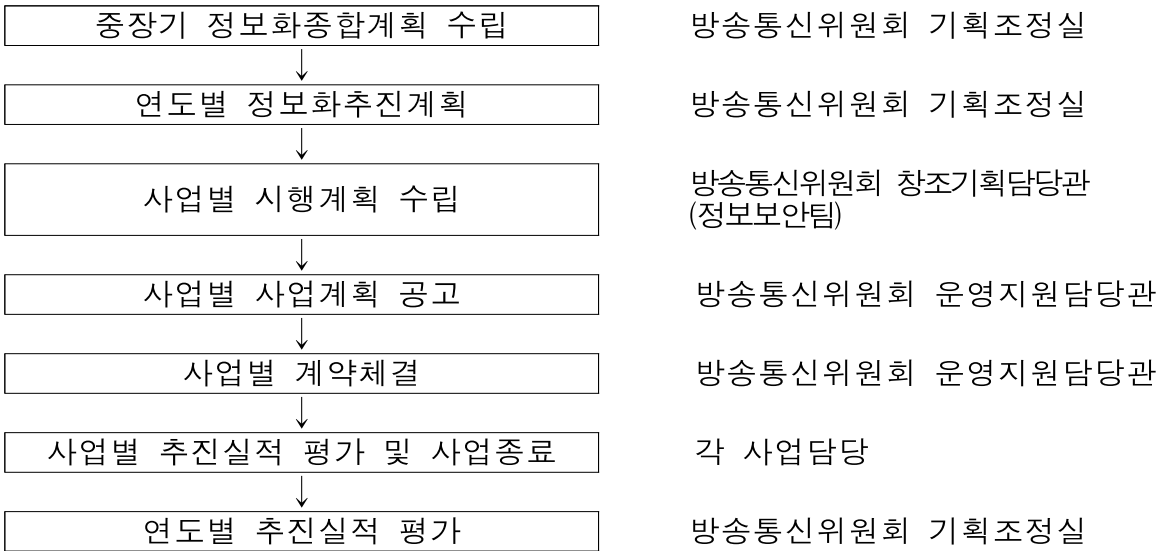 중장기 정보화종합계획 수립 방송통신위원회 기획조정실
연도별 정보화추진계획 방송통신위원회 기획조정실
사업별 시행계획 수립 방송통신위원회 창조기획담당관
(정보보안팀)
사업별 사업계획 공고 방송통신위원회 운영지원담당관
사업별 계약체결 방송통신위원회 운영지원담당관
사업별 추진실적 평가 및 사업종료 각 사업담당
연도별 추진실적 평가 방송통신위원회 기획조정실